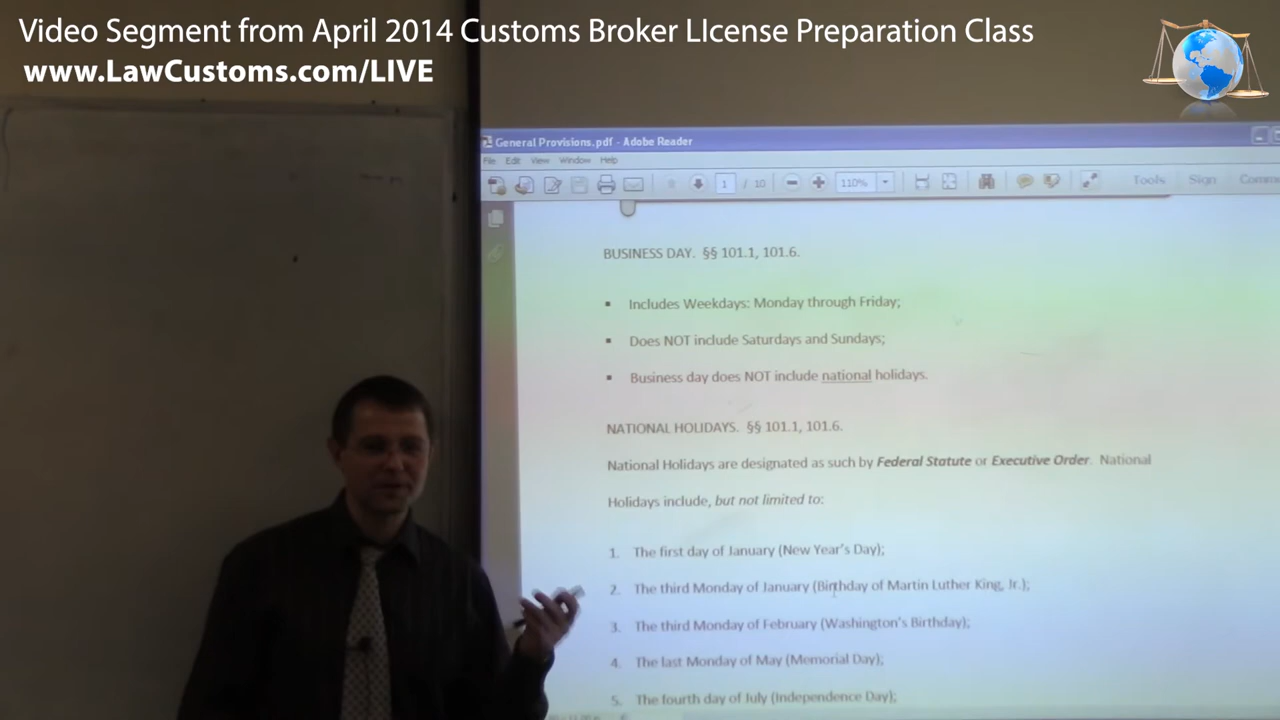 Video Segment from April 2014 Customs Broker LIcense Preparation Class
www.LawCustoms.com/LIVE
General Provisions.pdf - Adobe Reader
File Edit View Window Help
1 / 10 110% Tools Sign Comm
BUSINESS DAY. §§ 101.1, 101.6.
▪ Includes Weekdays: Monday through Friday;
▪ Does NOT include Saturdays and Sundays;
▪ Business day does NOT include national holidays.
NATIONAL HOLIDAYS. §§ 101.1, 101.6.
National Holidays are designated as such by Federal Statute or Executive Order. National
Holidays include, but not limited to:
1. The first day of January (New Year's Day);
2. The third Monday of January (Birthday of Martin Luther King, Jr.);
3. The third Monday of February (Washington's Birthday);
4. The last Monday of May (Memorial Day);
5. The fourth day of July (Independence Day);